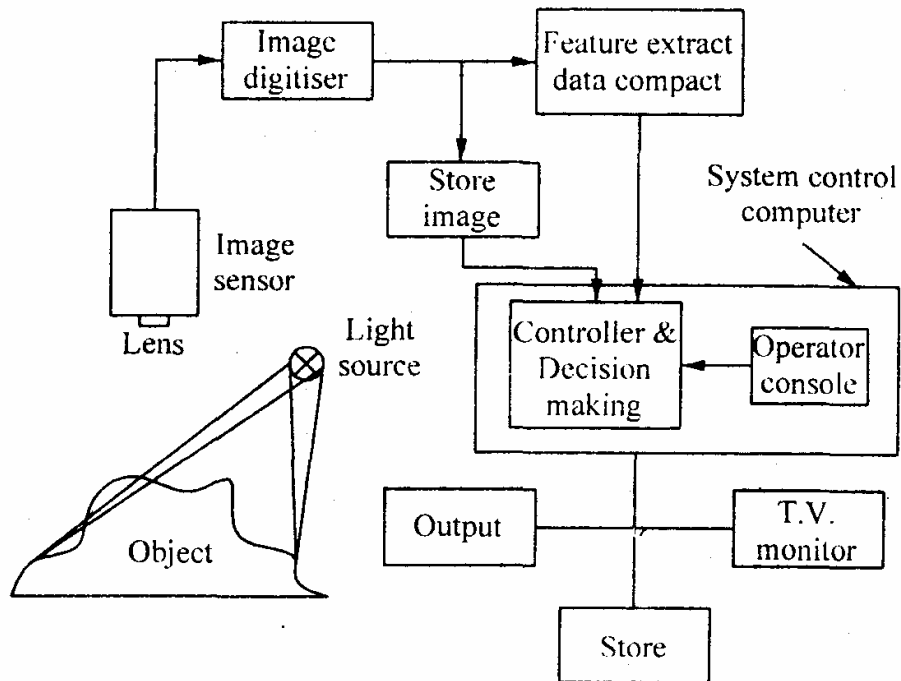 Image
digitiser
Feature extract
data compact
Store
image
System control
computer
Image
sensor
Lens
Light
source
Controller &
Decision
making
Operator
console
Object
Output
T.V.
monitor
Store